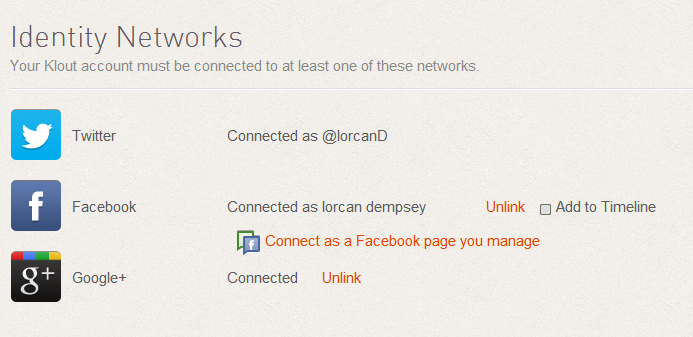 Identity Networks
Your Klout account must be connected to at least one of these networks.
Twitter Connected as @lorcanD
f Facebook Connected as lorcan dempsey Unlink Add to Timeline
f Connect as a Facebook page you manage
g+ Google+ Connected Unlink